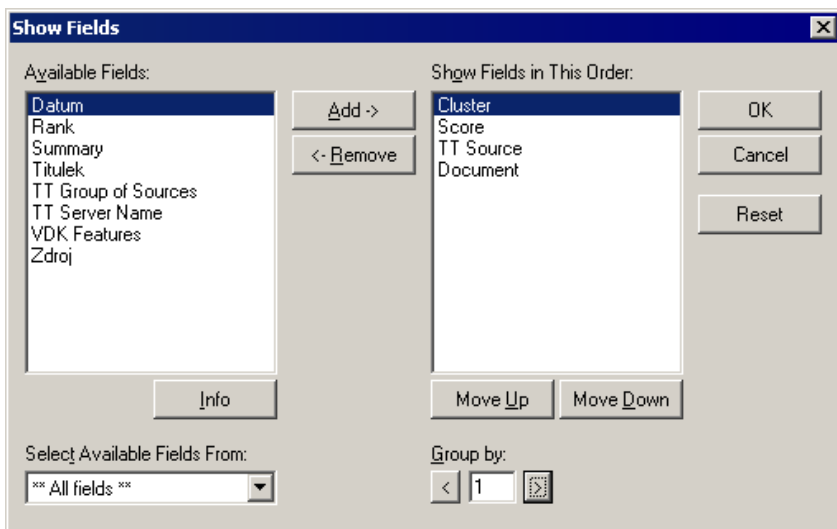 Show Fields
Available Fields:
Datum
Rank
Summary
Titulek
TT Group of Sources
TT Server Name
VDK Features
Zdroj
Add ->
<- Remove
Show Fields in This Order:
Cluster
Score
TT Source
Document
OK
Cancel
Reset
Info
Move Up
Move Down
Select Available Fields From:
** All fields **
Group by:
<
1
>